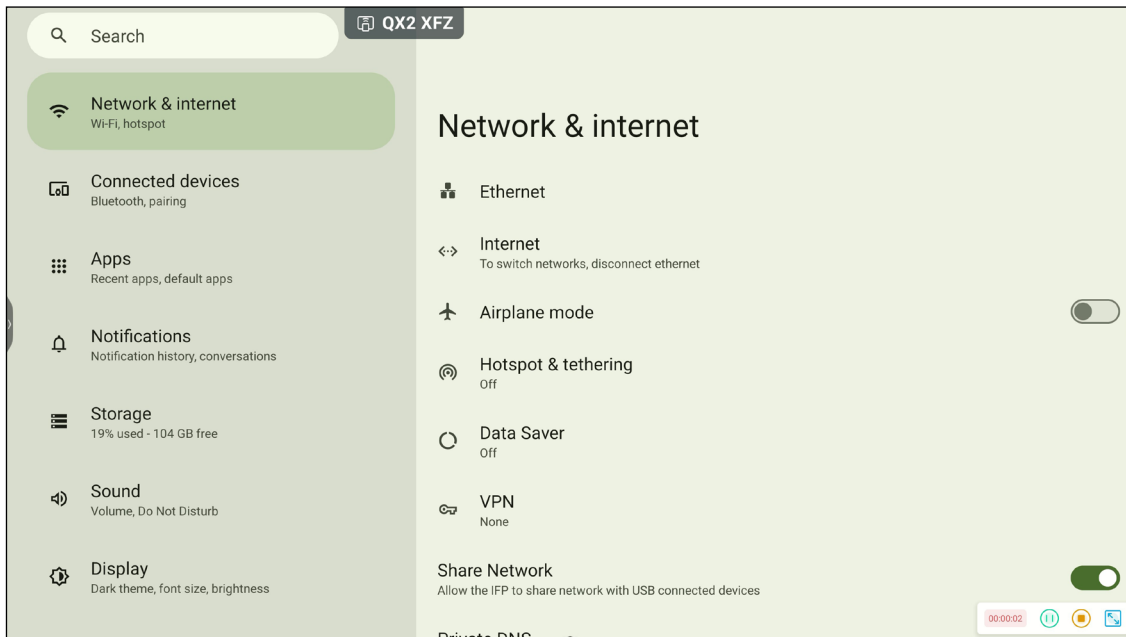 QX2 XFZ
Search
Network & internet
Wi-Fi, hotspot
Connected devices
Bluetooth, pairing
Apps
Recent apps, default apps
Notifications
Notification history, conversations
Storage
19% used - 104 GB free
Sound
Volume, Do Not Disturb
Display
Dark theme, font size, brightness
Network & internet
Ethernet
Internet
To switch networks, disconnect ethernet
Airplane mode
Hotspot & tethering
Off
Data Saver
Off
VPN
None
Share Network
Allow the IFP to share network with USB connected devices
Private DNS
00:00:02